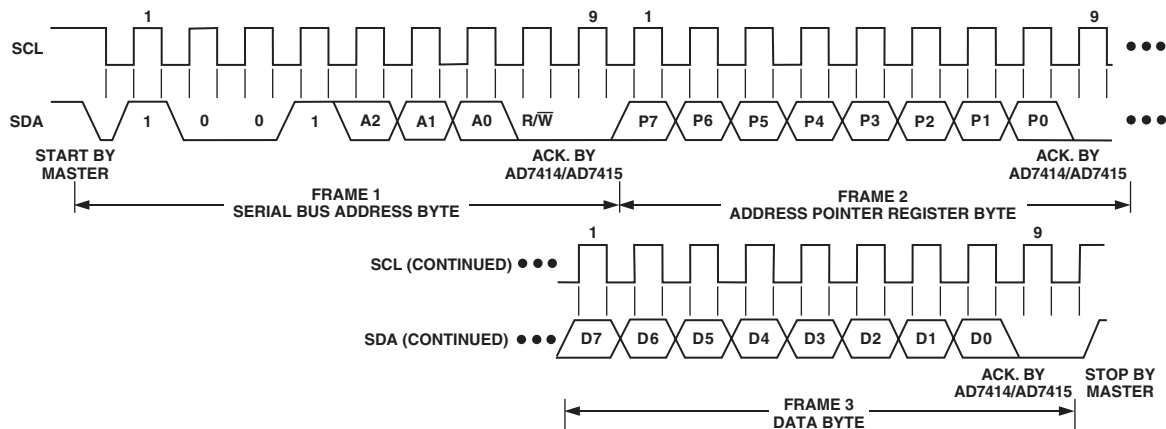 1 9 1 9
SCL
SDA 1 0 0 1 A2 A1 A0 R/W̅ P7 P6 P5 P4 P3 P2 P1 P0
START BY
MASTER
ACK. BY
AD7414/AD7415
ACK. BY
AD7414/AD7415
FRAME 1
SERIAL BUS ADDRESS BYTE
FRAME 2
ADDRESS POINTER REGISTER BYTE
1 9
SCL (CONTINUED)
SDA (CONTINUED) D7 D6 D5 D4 D3 D2 D1 D0
ACK. BY
AD7414/AD7415
STOP BY
MASTER
FRAME 3
DATA BYTE